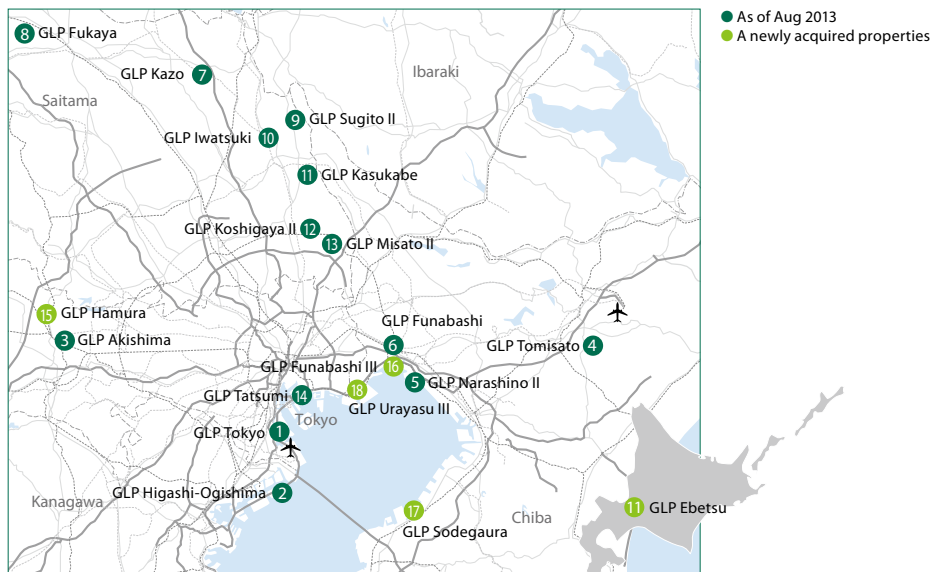 As of Aug 2013
A newly acquired properties
8 GLP Fukaya
GLP Kazo 7
Ibaraki
Saitama
9 GLP Sugito II
GLP Iwatsuki 10
11 GLP Kasukabe
GLP Koshigaya II 12
13 GLP Misato II
15 GLP Hamura
GLP Funabashi
3 GLP Akishima
6
GLP Tomisato 4
GLP Funabashi III 16
5 GLP Narashino II
18
GLP Tatsumi 14
GLP Urayasu III
Tokyo
GLP Tokyo 1
GLP Higashi-Ogishima 2
Kanagawa
17
GLP Sodegaura
Chiba
11 GLP Ebetsu